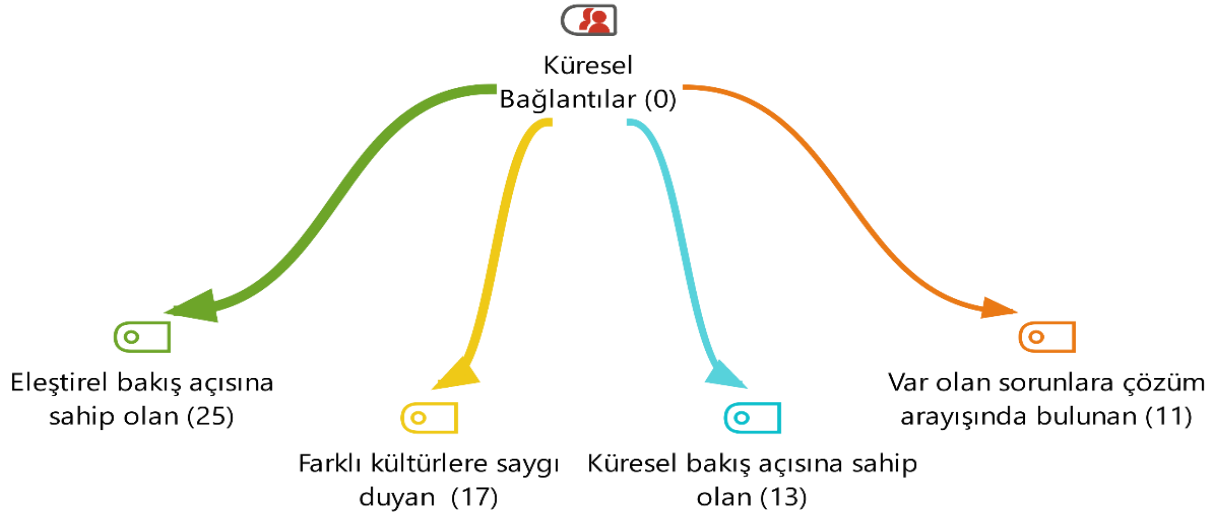 Küresel
Bağlantılar (0)
Eleştirel bakış açısına
sahip olan (25)
Farklı kültürlere saygı
duyan (17)
Küresel bakış açısına sahip
olan (13)
Var olan sorunlara çözüm
arayışında bulunan (11)